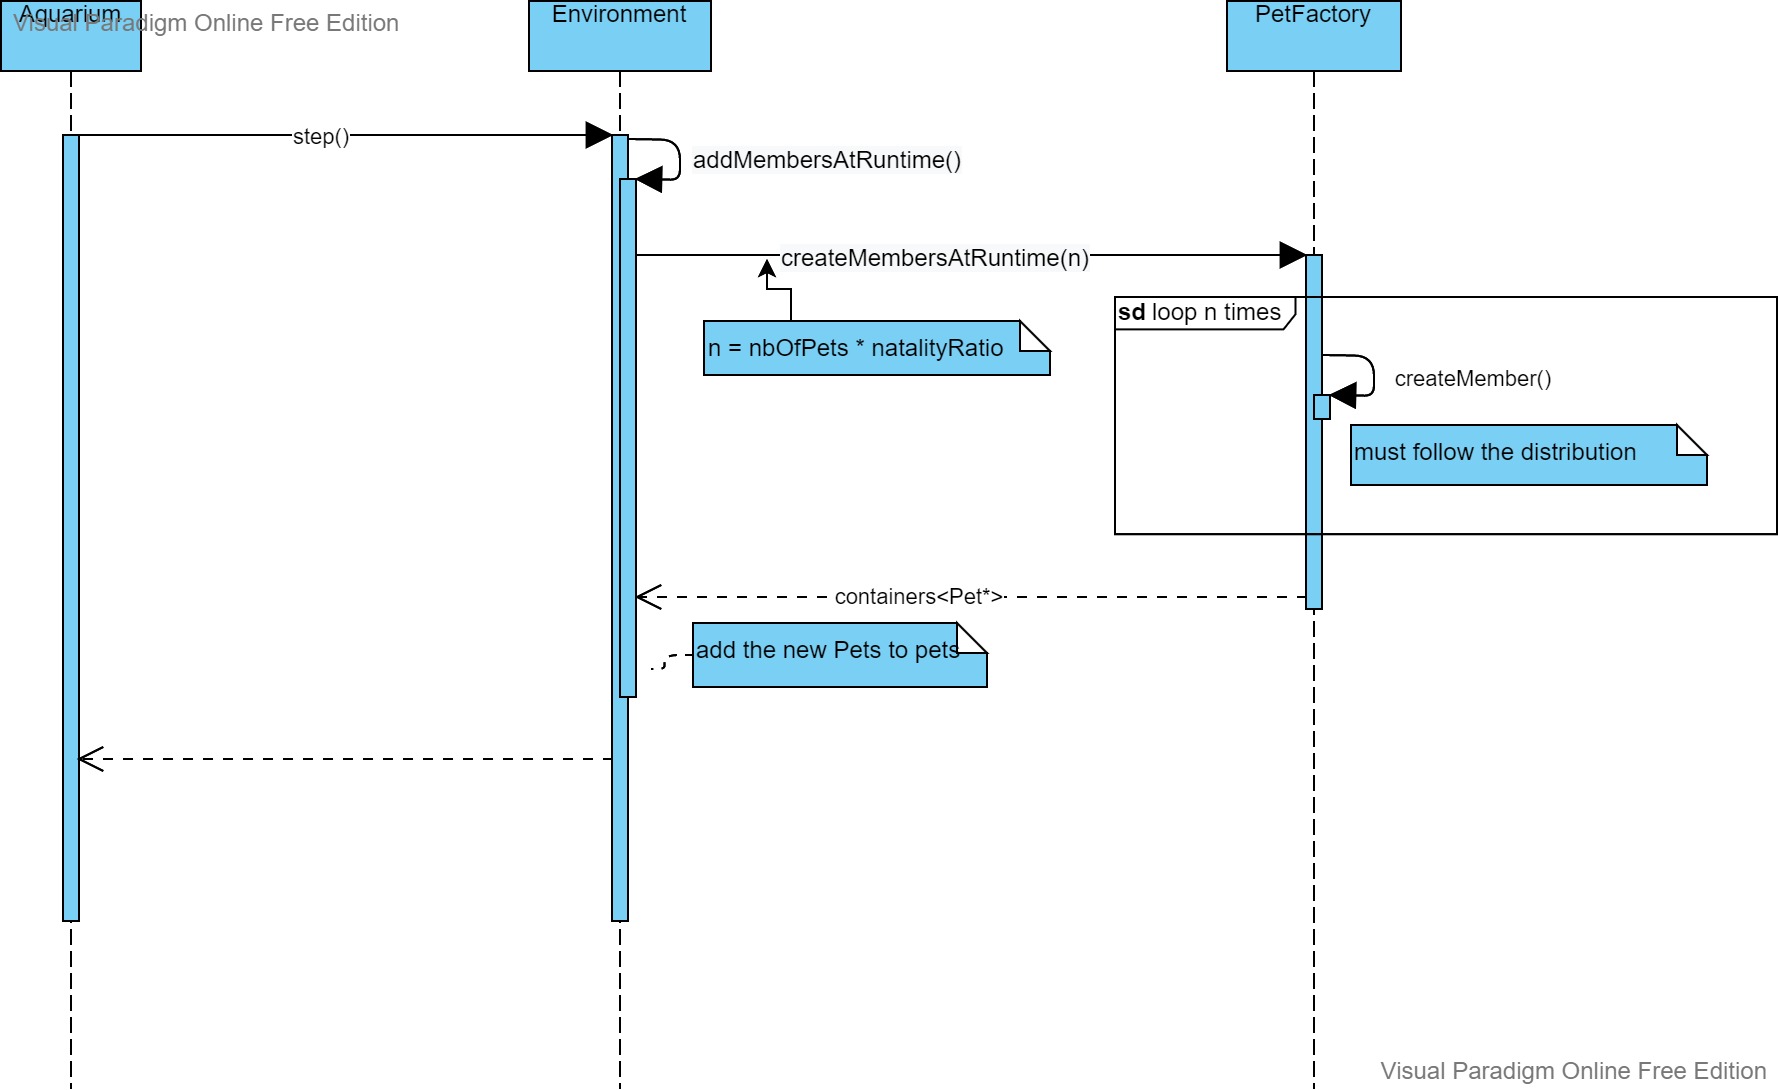 Aquarium
Visual Paradigm Online Free Edition
Environment
PetFactory
step()
addMembersAtRuntime()
createMembersAtRuntime(n)
sd loop n times
n = nbOfPets * natalityRatio
createMember()
must follow the distribution
containers<Pet*>
add the new Pets to pets
Visual Paradigm Online Free Edition